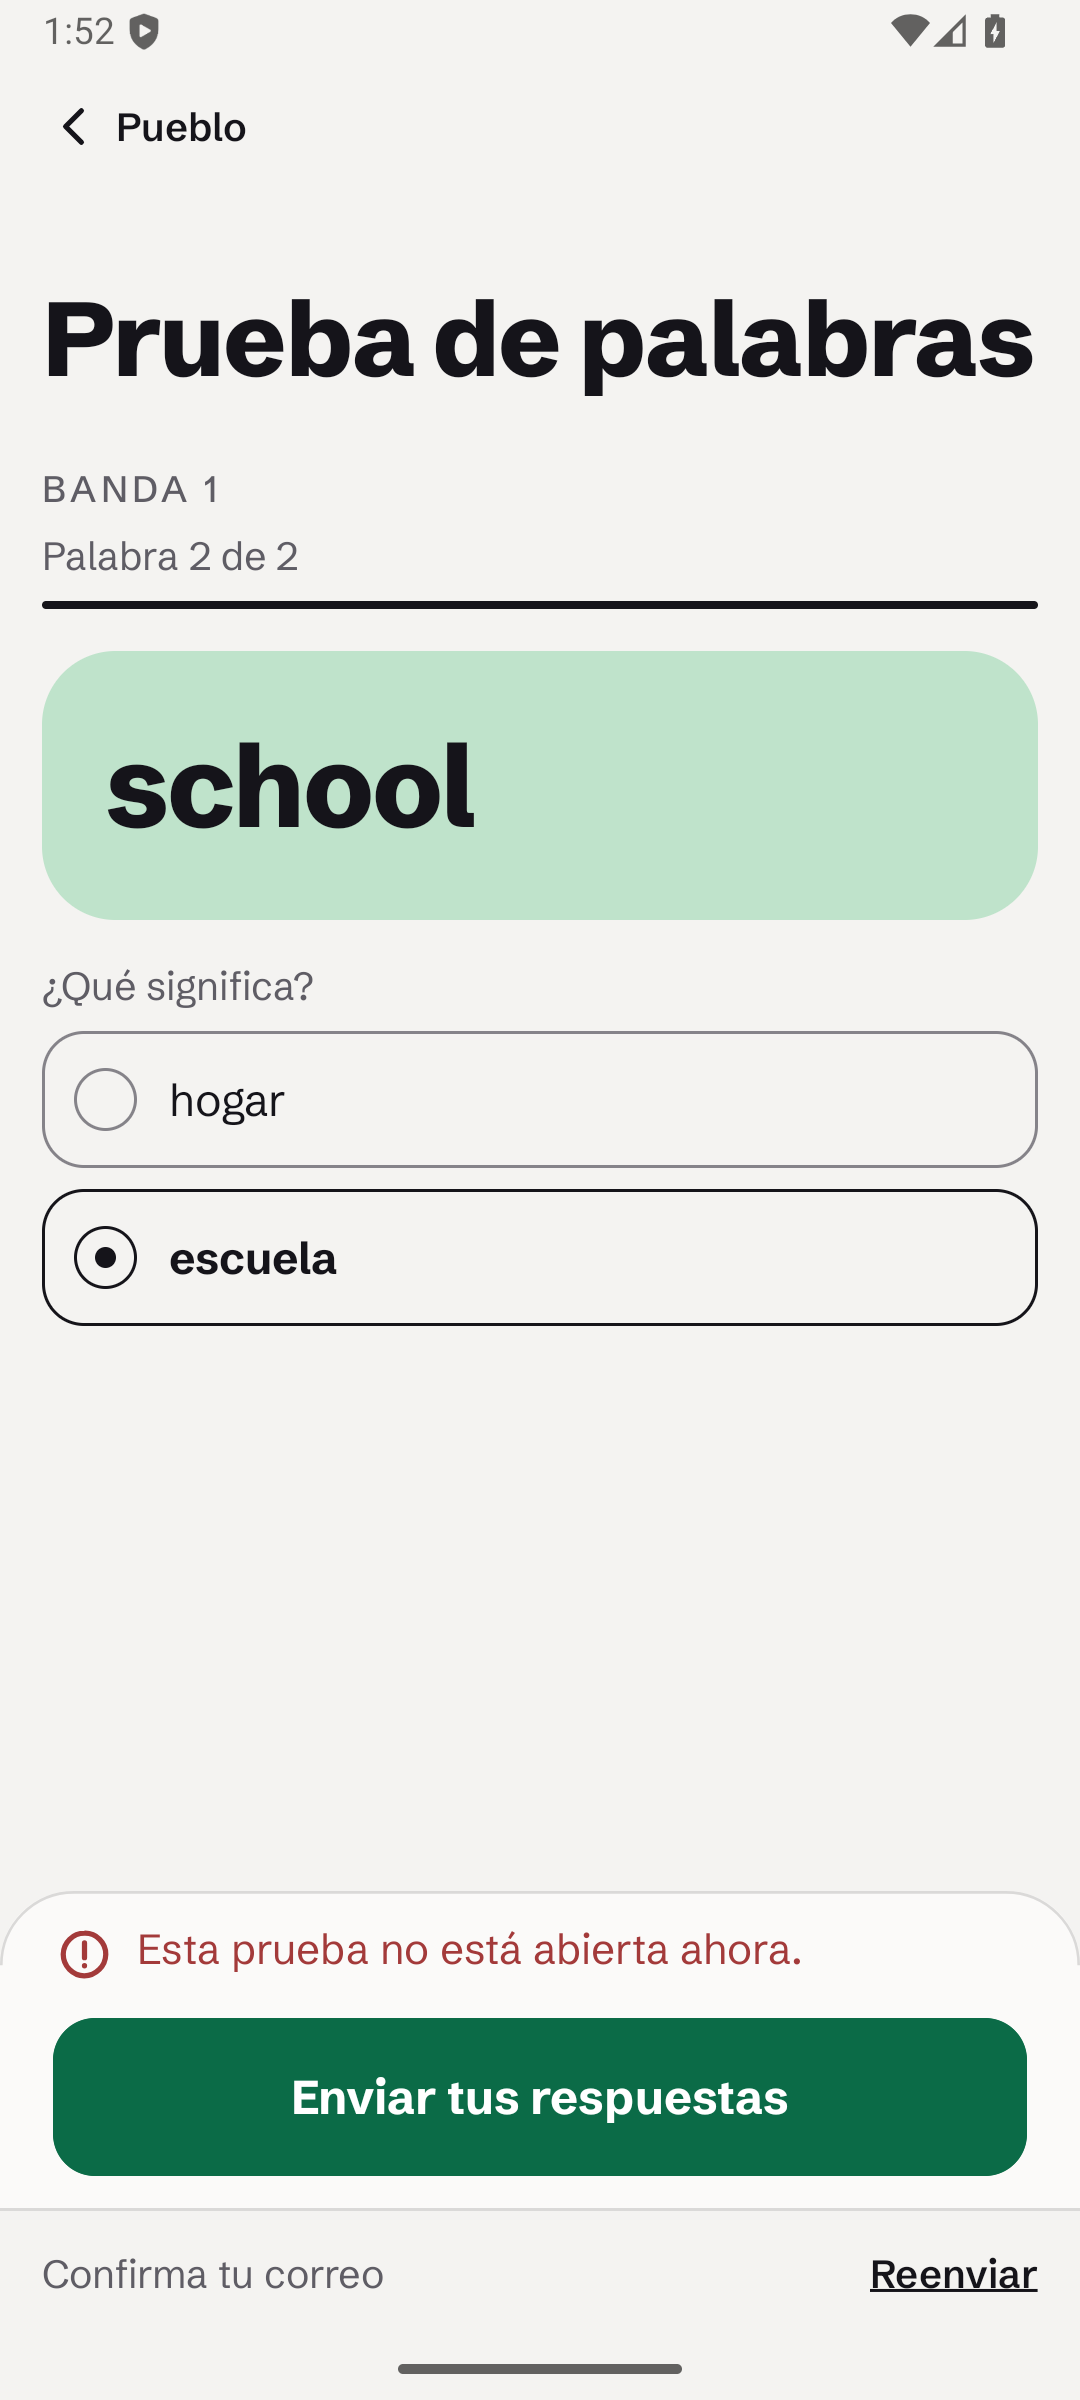 1:52
Pueblo
Prueba de palabras
BANDA 1
Palabra 2 de 2
school
¿Qué significa?
hogar
escuela
Esta prueba no está abierta ahora.
Enviar tus respuestas
Confirma tu correo
Reenviar